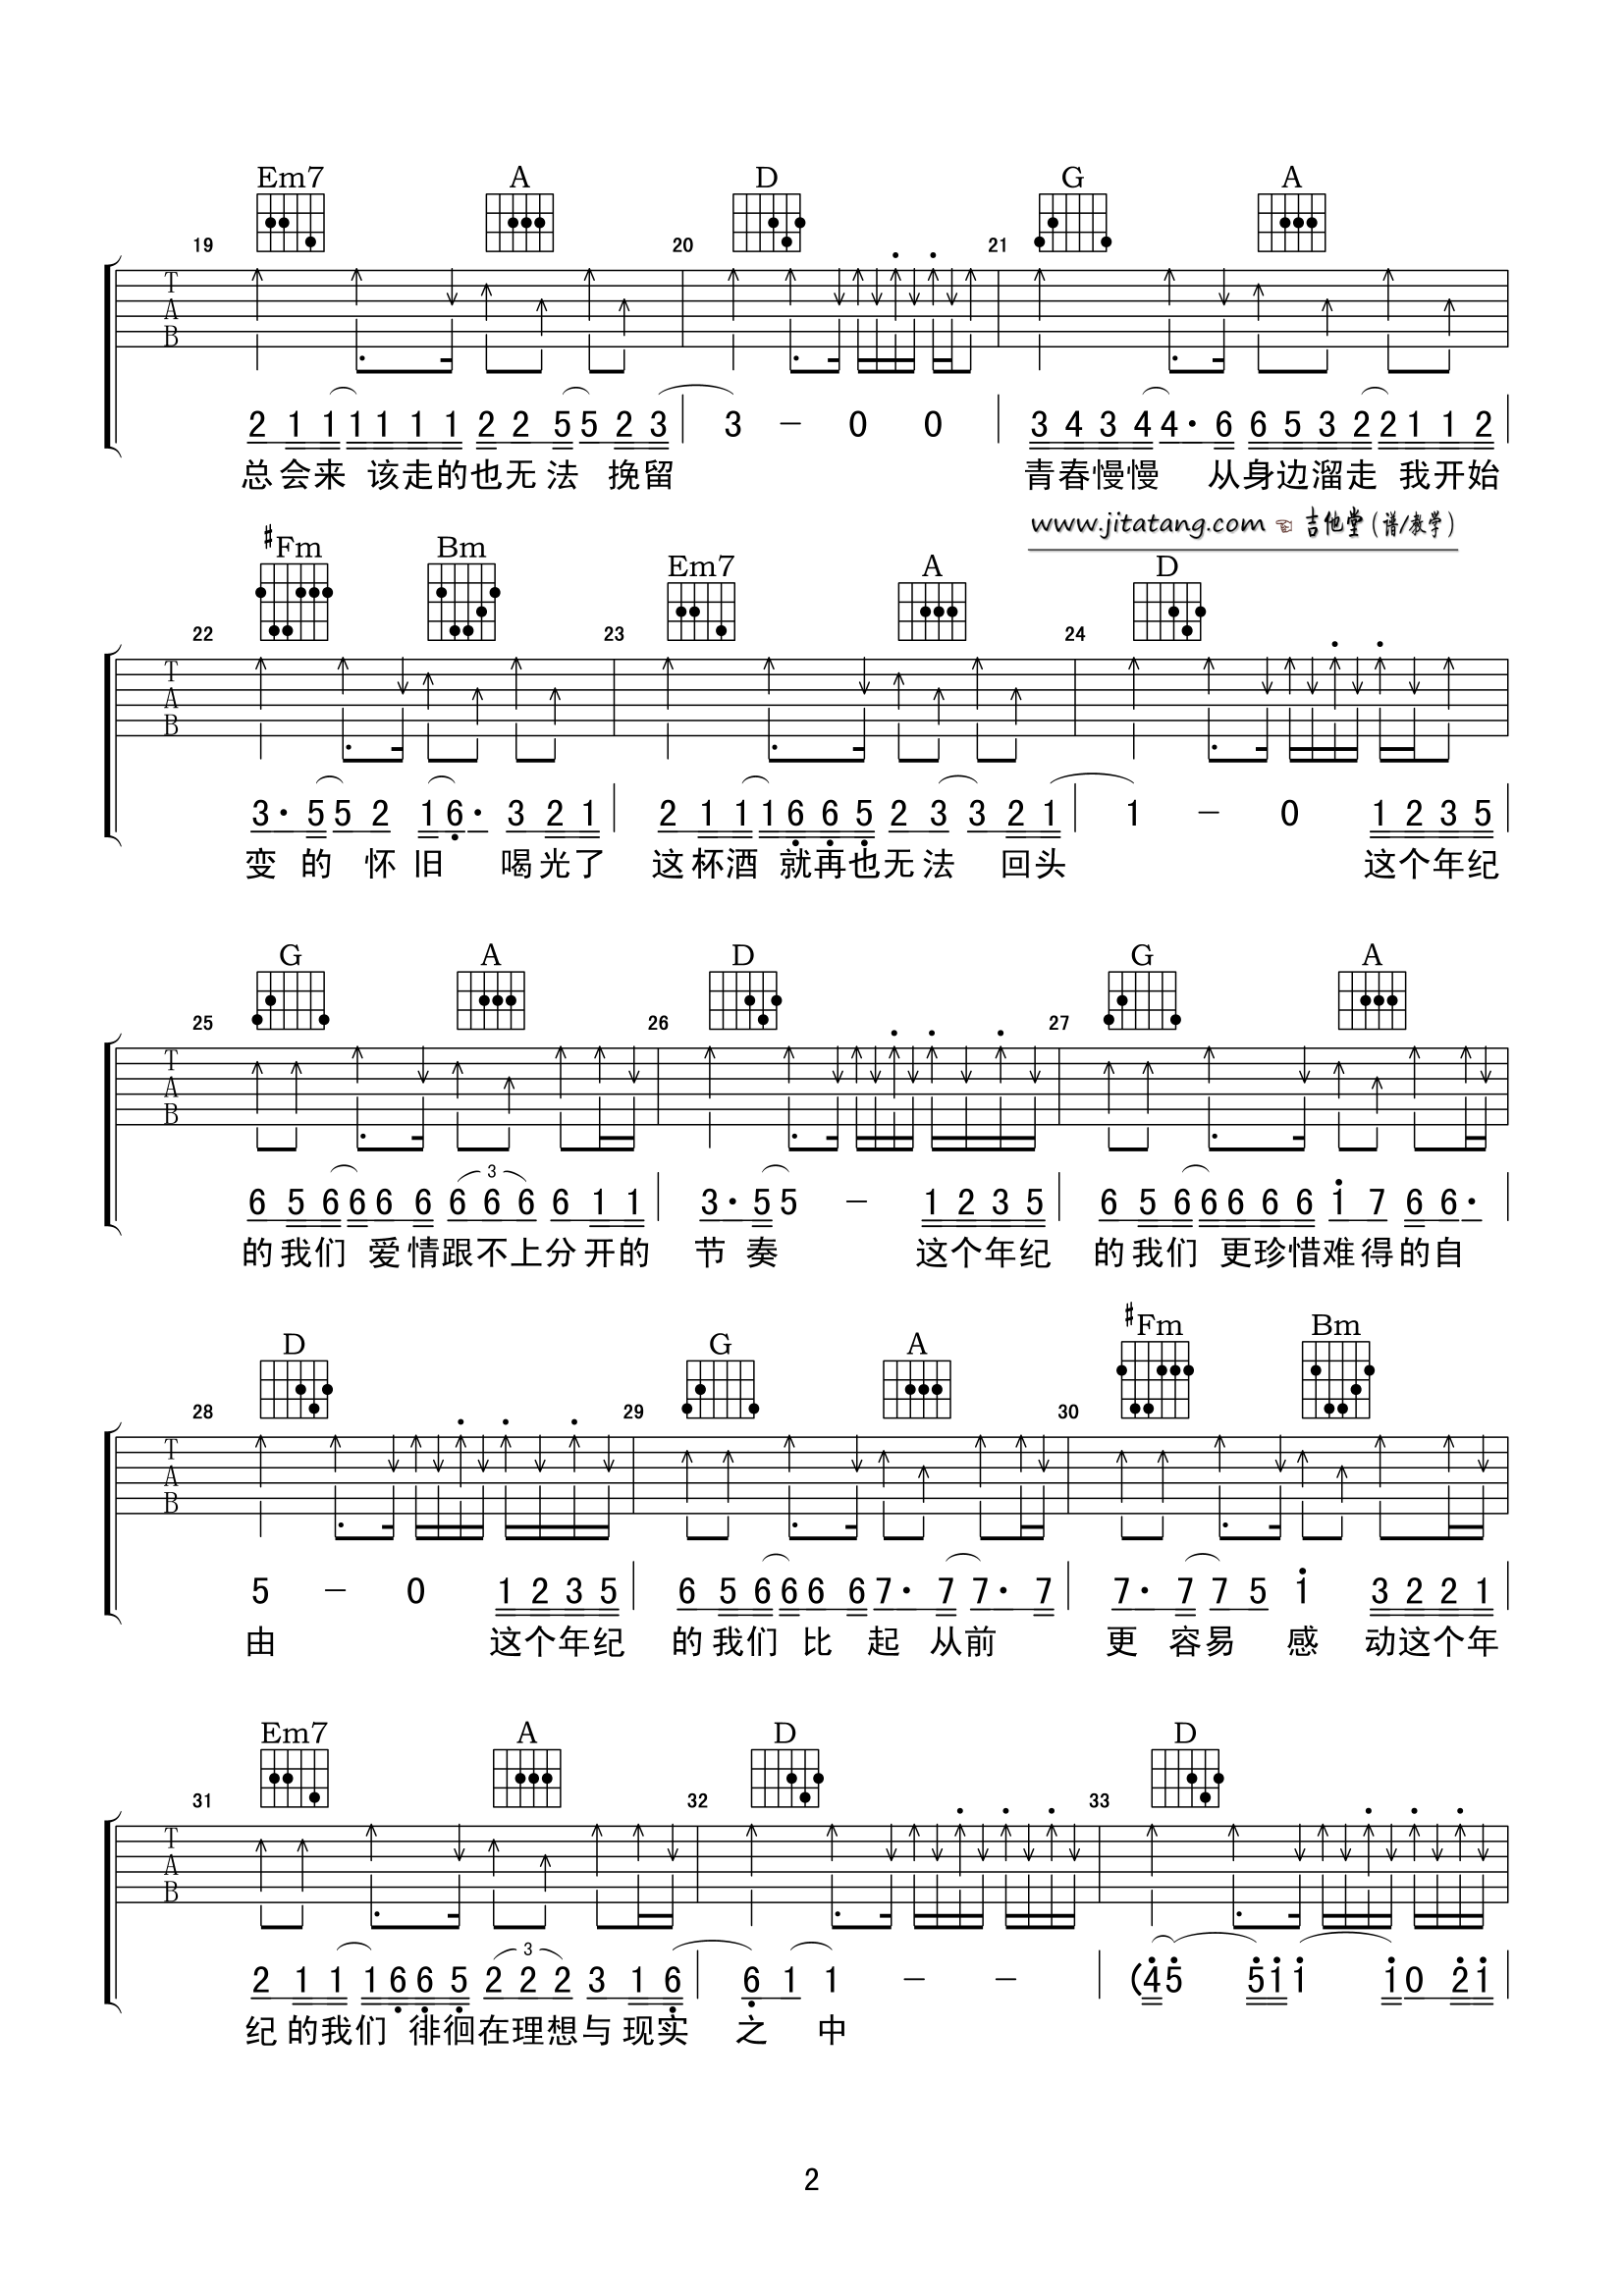 Em7 A D G A
19 20 21
T
A
B
2 1 1 1 1 1 1 2 2 5 5 2 3 3 – 0 0 3 4 3 4 4· 6 6 5 3 2 2 1 1 2
总会来 该走的也无法 挽留 青春慢慢 从身边溜走 我开始
www.jitatang.com ☜ 吉他堂(谱/教学)
#Fm Bm Em7 A D
22 23 24
T
A
B
3· 5 5 2 1 6· 3 2 1 2 1 1 1 6 6 5 2 3 3 2 1 1 – 0 1 2 3 5
变 的 怀 旧 喝光了 这杯酒 就再也无法 回头 这个年纪
G A D G A
25 26 27
T
A
B
3
6 5 6 6 6 6 6 6 6 6 1 1 3· 5 5 – 1 2 3 5 6 5 6 6 6 6 6 1 7 6 6·
的我们 爱情跟不上分开的 节 奏 这个年纪 的我们 更珍惜难得的自
D G A #Fm Bm
28 29 30
T
A
B
5 – 0 1 2 3 5 6 5 6 6 6 6 7· 7 7· 7 7· 7 7 5 1 3 2 2 1
由 这个年纪 的我们 比 起 从前 更 容易 感 动这个年
Em7 A D D
31 32 33
T
A
B
3
2 1 1 1 6 6 5 2 2 2 3 1 6 6 1 1 – – (4 5 5 1 1 1 0 2 1
纪的我们 徘徊在理想与现实 之 中
2